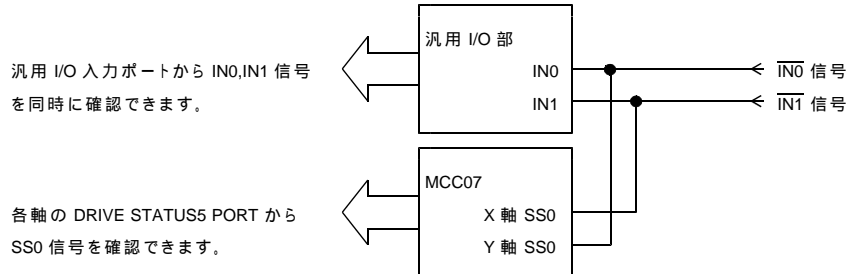 汎用 I/O 部
汎用 I/O 入力ポートから IN0,IN1 信号
を同時に確認できます。
IN0
IN1
IN0 信号
IN1 信号
MCC07
各軸の DRIVE STATUS5 PORT から
SS0 信号を確認できます。
X 軸 SS0
Y 軸 SS0